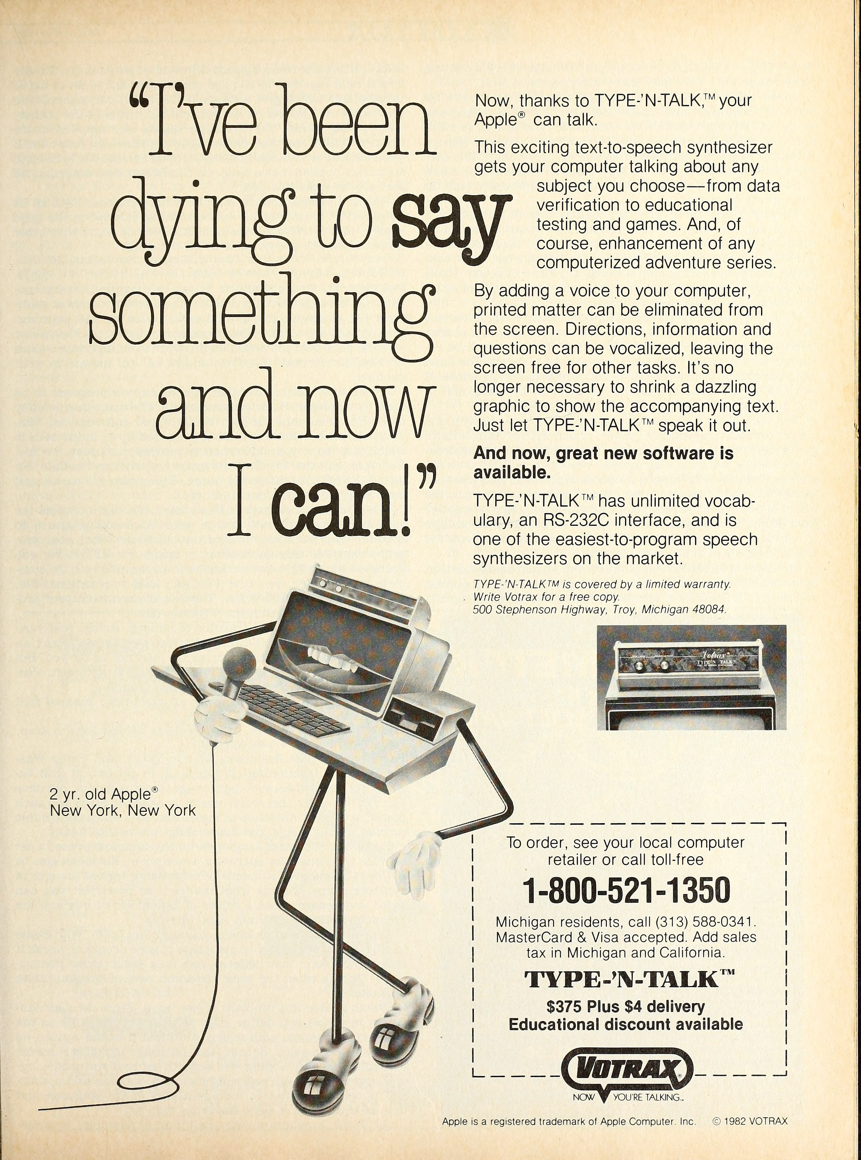 “I’ve been
dying to say
something
and now
I can!”
Now, thanks to TYPE-’N-TALK,™ your
Apple® can talk.
This exciting text-to-speech synthesizer
gets your computer talking about any
subject you choose—from data
verification to educational
testing and games. And, of
course, enhancement of any
computerized adventure series.
By adding a voice to your computer,
printed matter can be eliminated from
the screen. Directions, information and
questions can be vocalized, leaving the
screen free for other tasks. It’s no
longer necessary to shrink a dazzling
graphic to show the accompanying text.
Just let TYPE-’N-TALK™ speak it out.
And now, great new software is
available.
TYPE-’N-TALK™ has unlimited vocab-
ulary, an RS-232C interface, and is
one of the easiest-to-program speech
synthesizers on the market.
TYPE-’N-TALK™ is covered by a limited warranty.
Write Votrax for a free copy.
500 Stephenson Highway, Troy, Michigan 48084.
Votrax
TYPE ’N TALK
2 yr. old Apple®
New York, New York
To order, see your local computer
retailer or call toll-free
1-800-521-1350
Michigan residents, call (313) 588-0341.
MasterCard & Visa accepted. Add sales
tax in Michigan and California.
TYPE-’N-TALK™
$375 Plus $4 delivery
Educational discount available
VOTRAX®
NOW YOU’RE TALKING...
Apple is a registered trademark of Apple Computer. Inc. © 1982 VOTRAX